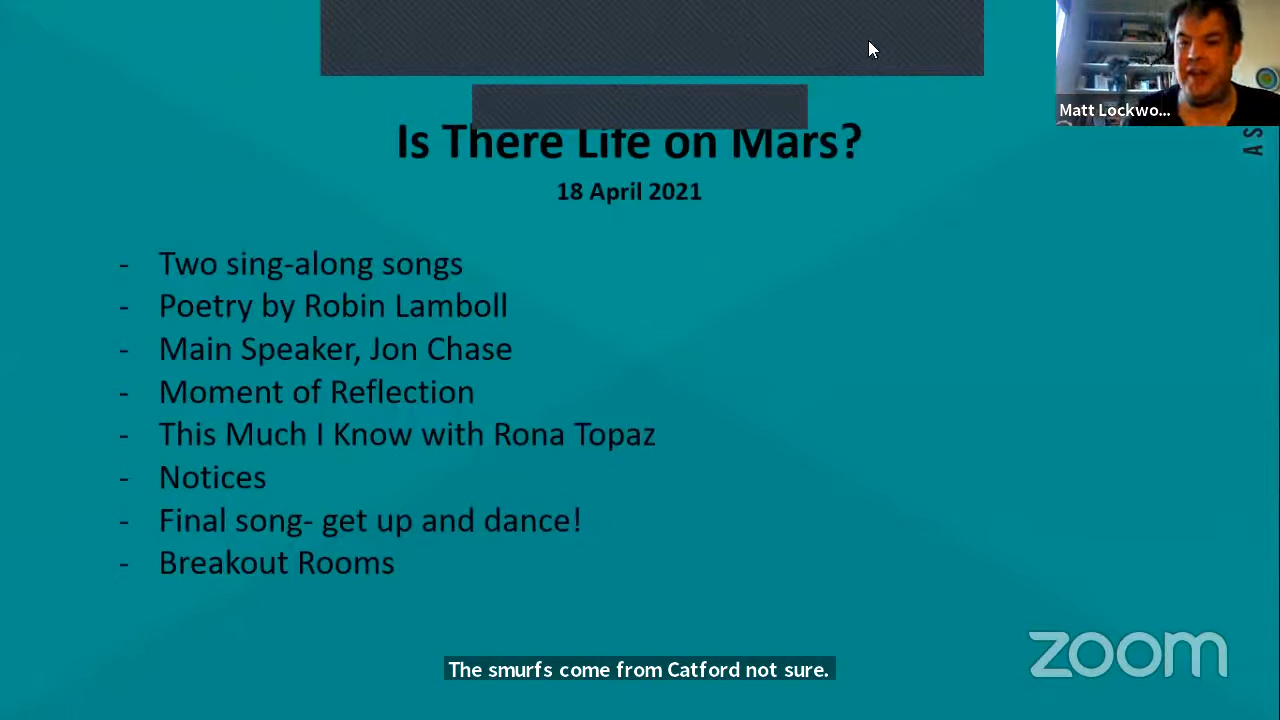 Is There Life on Mars?
18 April 2021
- Two sing-along songs
- Poetry by Robin Lamboll
- Main Speaker, Jon Chase
- Moment of Reflection
- This Much I Know with Rona Topaz
- Notices
- Final song- get up and dance!
- Breakout Rooms
Matt Lockwo...
A S
The smurfs come from Catford not sure.
zoom